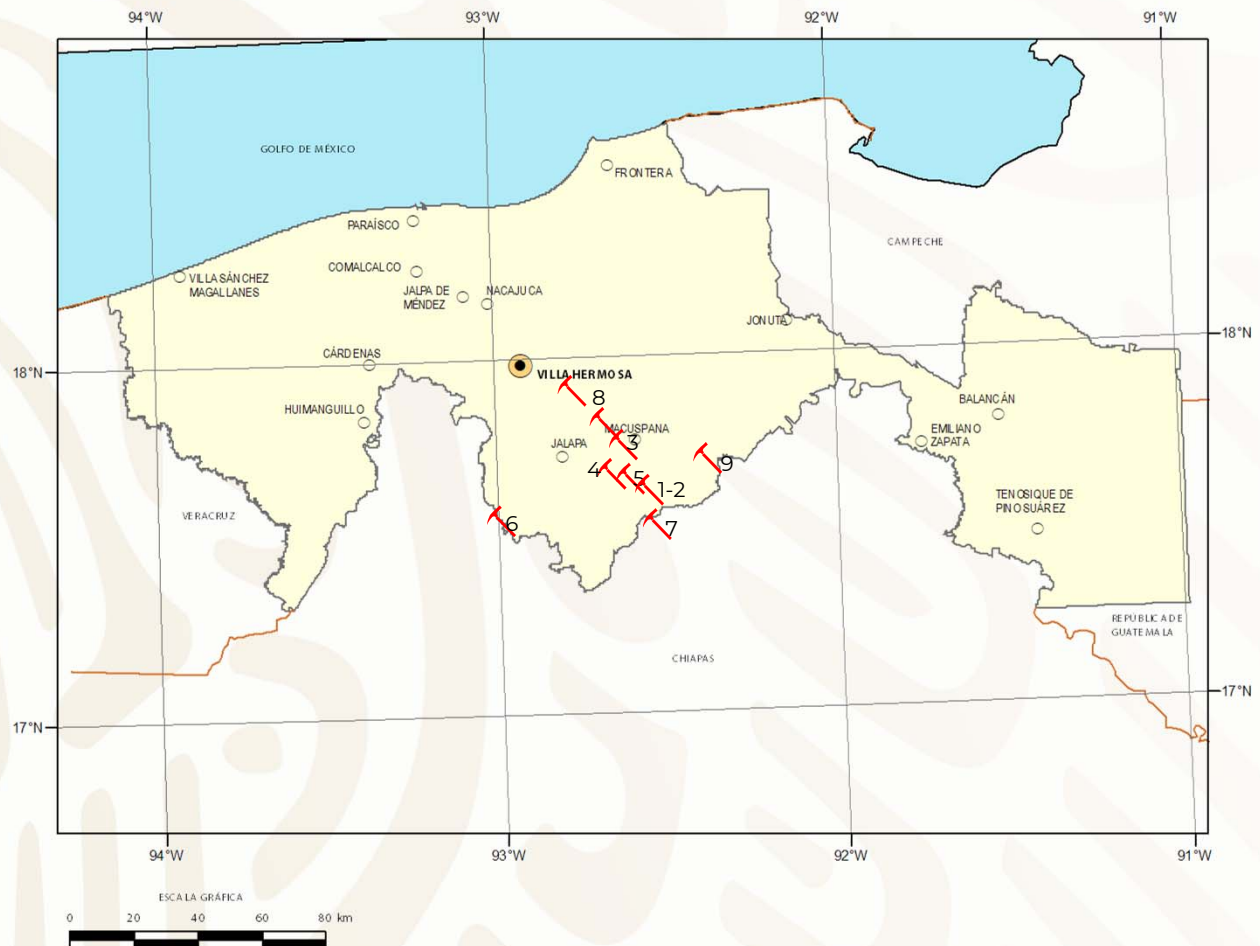 94°W 93°W 92°W 91°W
GOLFO DE MÉXICO
FRONTERA
PARAÍSCO
CAMPECHE
COMALCALCO
VILLA SÁNCHEZ
MAGALLANES
JALPA DE
MÉNDEZ
NACAJUCA
JONUTA
18°N
CÁRDENAS
18°N
VILLAHERMOSA
8
BALANCÁN
HUIMANGUILLO
MACUSPANA
EMILIANO
ZAPATA
JALAPA
3
9
4
5
1-2
TENOSIQUE DE
PINO SUÁREZ
VERACRUZ
6
7
REPÚBLICA DE
GUATEMALA
CHIAPAS
17°N
17°N
94°W 93°W 92°W 91°W
ESCALA GRÁFICA
0 20 40 60 80 km